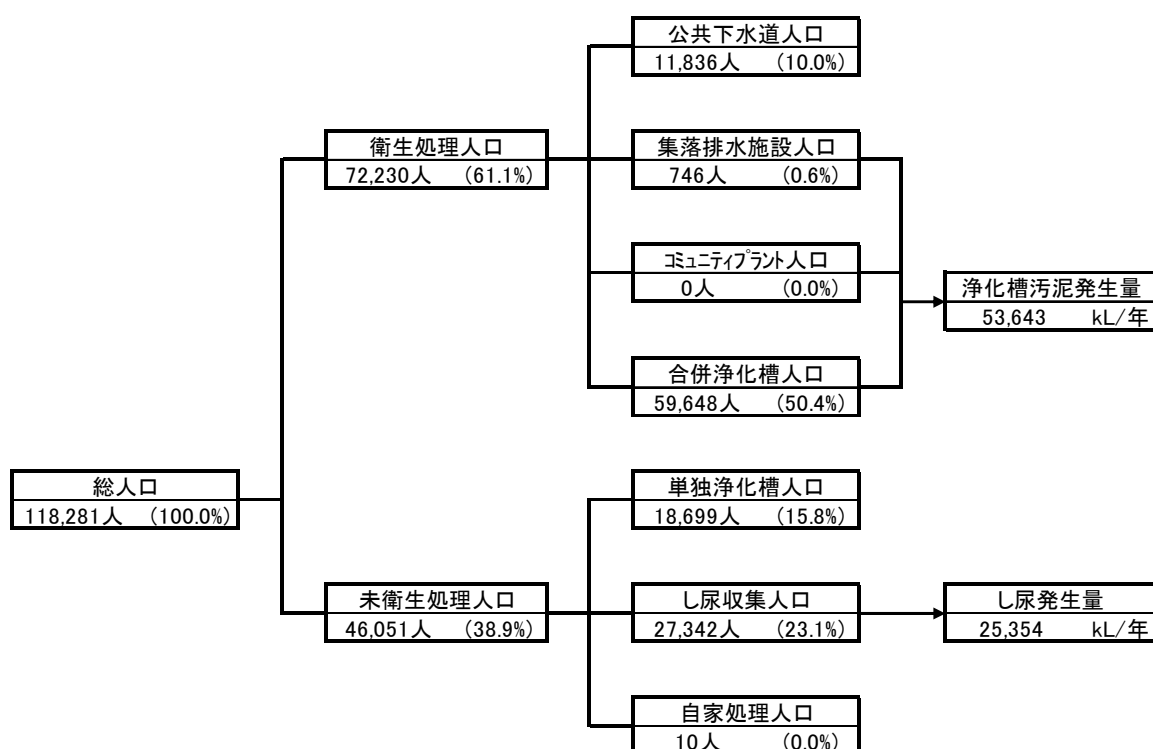 公共下水道人口
11,836人 (10.0%)
衛生処理人口
72,230人 (61.1%)
集落排水施設人口
746人 (0.6%)
ｺﾐｭﾆﾃｨﾌﾟﾗﾝﾄ人口
0人 (0.0%)
浄化槽汚泥発生量
53,643 kL/年
合併浄化槽人口
59,648人 (50.4%)
総人口
118,281人 (100.0%)
単独浄化槽人口
18,699人 (15.8%)
未衛生処理人口
46,051人 (38.9%)
し尿収集人口
27,342人 (23.1%)
し尿発生量
25,354 kL/年
自家処理人口
10人 (0.0%)